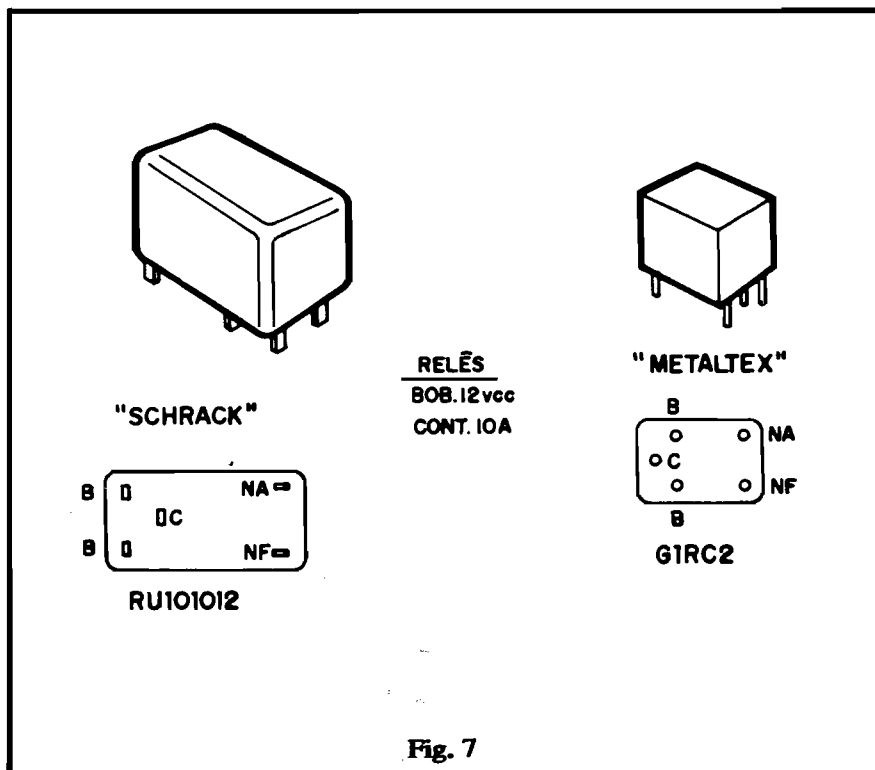 RELÊS
BOB. 12 vcc
CONT. 10A
"SCHRACK"
B
B
C
NA
NF
RU101012
"METALTEX"
B
C
B
NA
NF
G1RC2
Fig. 7